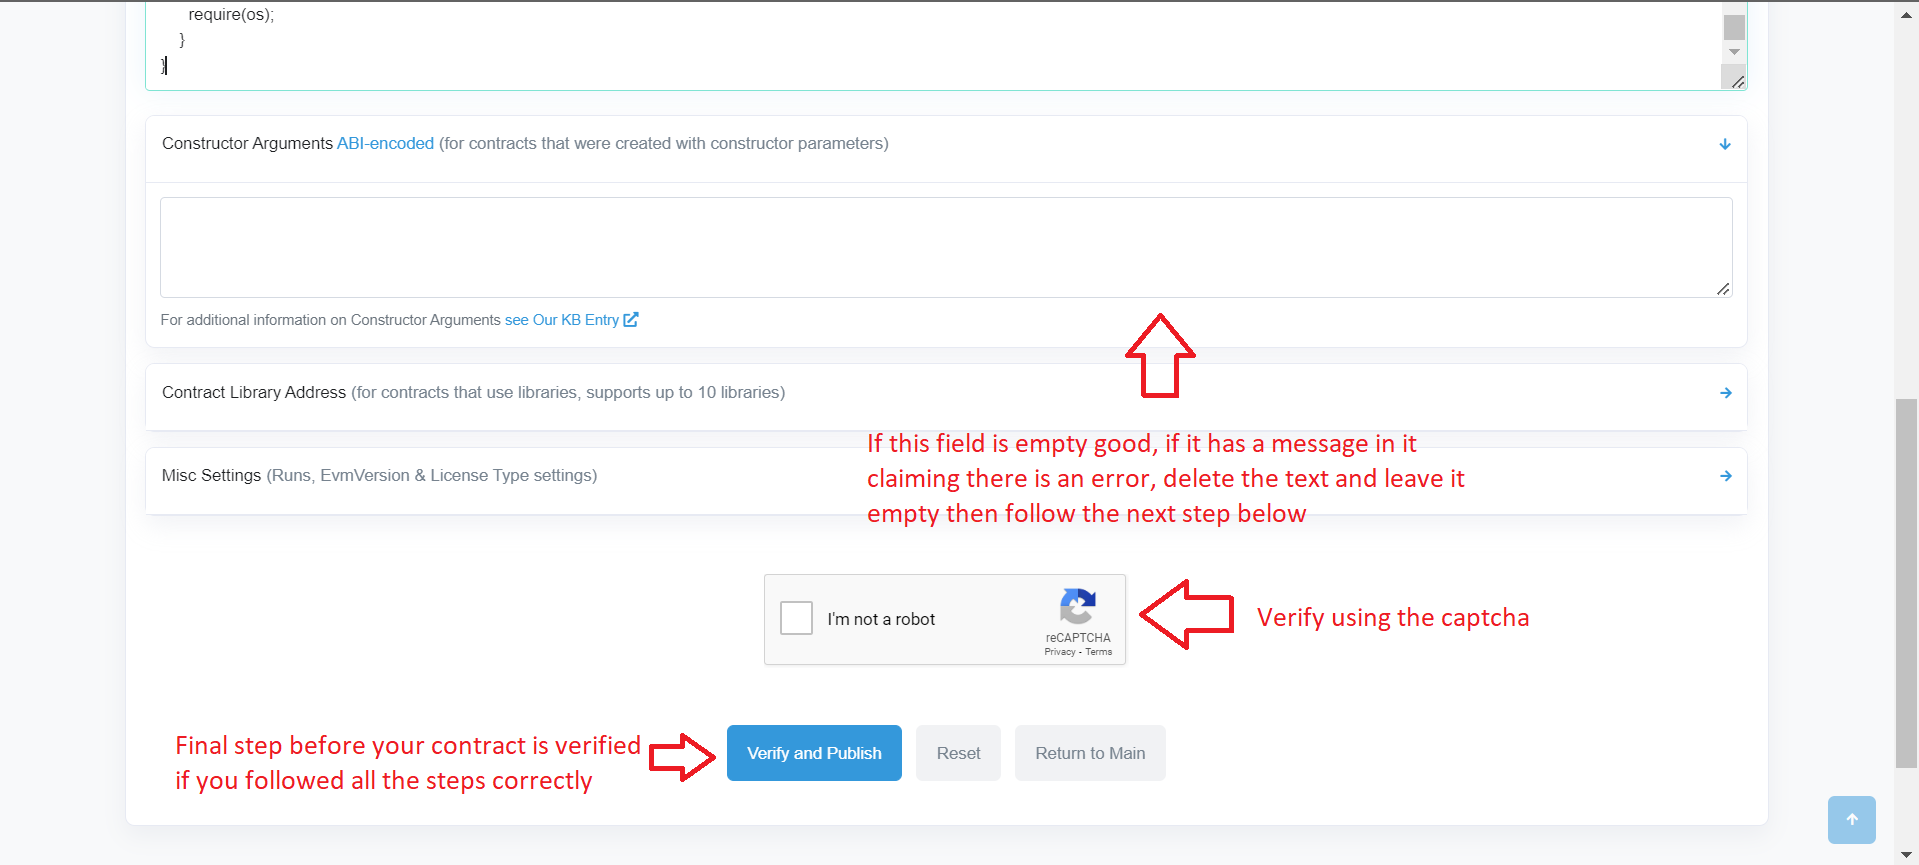 require(os);
}
}
Constructor Arguments ABI-encoded (for contracts that were created with constructor parameters)
For additional information on Constructor Arguments see Our KB Entry
Contract Library Address (for contracts that use libraries, supports up to 10 libraries)
If this field is empty good, if it has a message in it
claiming there is an error, delete the text and leave it
empty then follow the next step below
Misc Settings (Runs, EvmVersion & License Type settings)
I'm not a robot
reCAPTCHA
Privacy - Terms
Verify using the captcha
Final step before your contract is verified
if you followed all the steps correctly
Verify and Publish
Reset
Return to Main